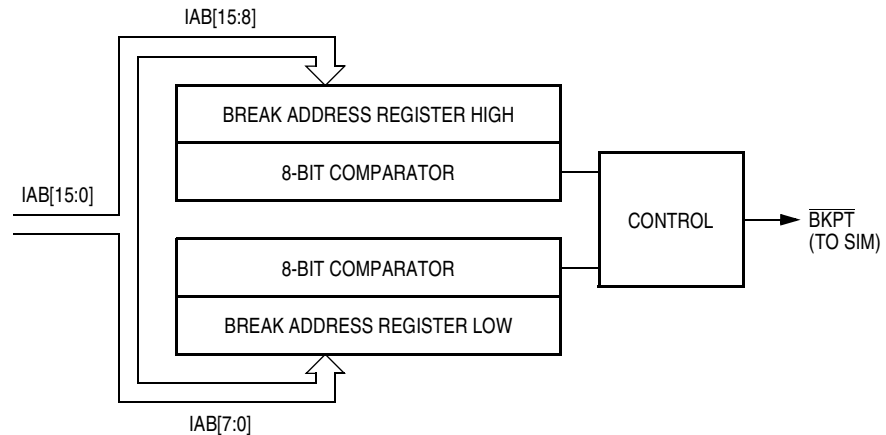 IAB[15:8]
BREAK ADDRESS REGISTER HIGH
8-BIT COMPARATOR
IAB[15:0]
CONTROL
BKPT
(TO SIM)
8-BIT COMPARATOR
BREAK ADDRESS REGISTER LOW
IAB[7:0]